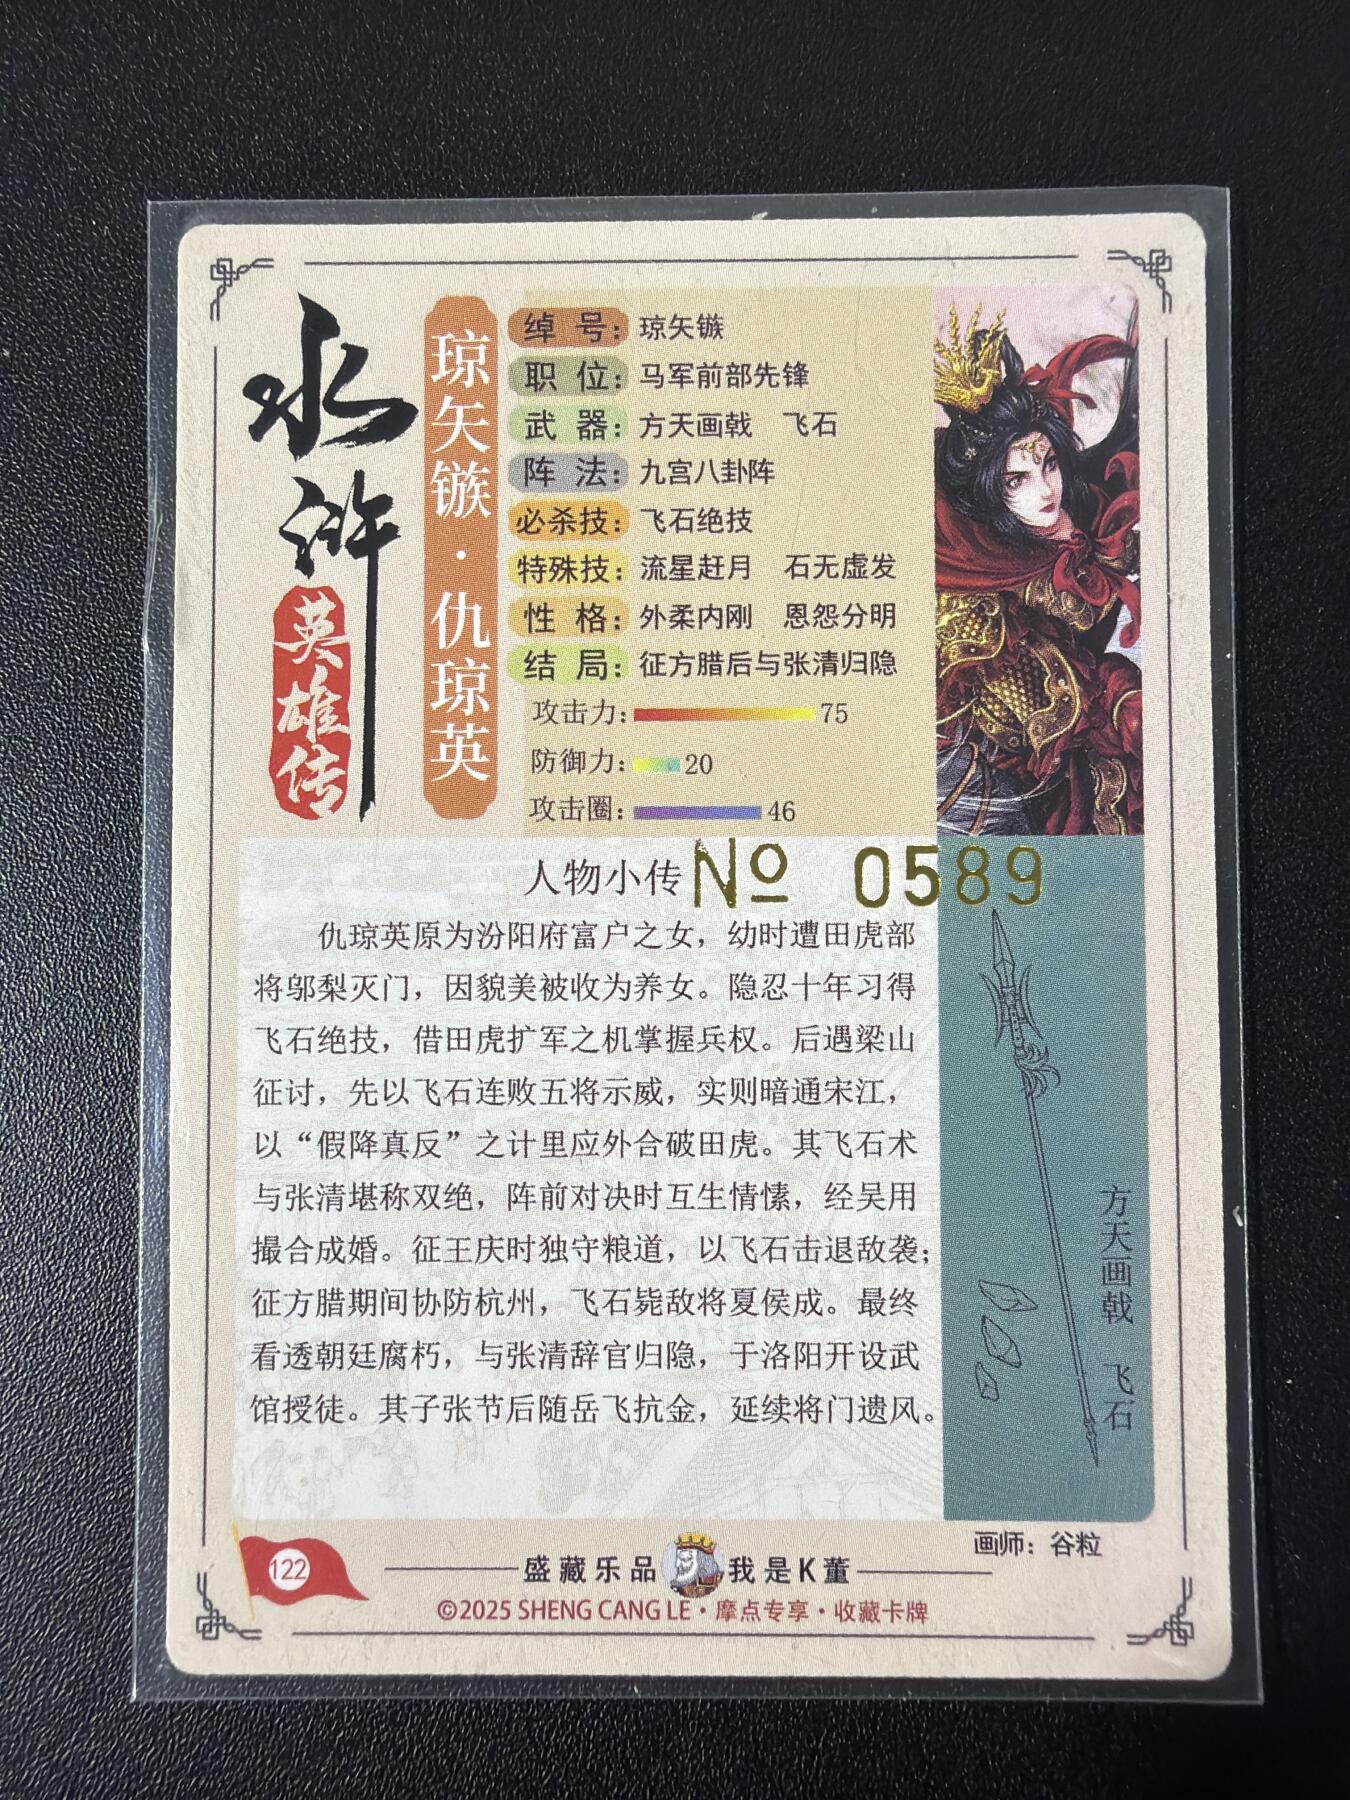 水浒
英雄传
琼矢镞·仇琼英
绰号：琼矢镞
职位：马军前部先锋
武器：方天画戟 飞石
阵法：九宫八卦阵
必杀技：飞石绝技
特殊技：流星赶月 石无虚发
性格：外柔内刚 恩怨分明
结局：征方腊后与张清归隐
攻击力：75
防御力：20
攻击圈：46
人物小传
№ 0589
仇琼英原为汾阳府富户之女，幼时遭田虎部
将邬梨灭门，因貌美被收为养女。隐忍十年习得
飞石绝技，借田虎扩军之机掌握兵权。后遇梁山
征讨，先以飞石连败五将示威，实则暗通宋江，
以“假降真反”之计里应外合破田虎。其飞石术
与张清堪称双绝，阵前对决时互生情愫，经吴用
撮合成婚。征王庆时独守粮道，以飞石击退敌袭；
征方腊期间协防杭州，飞石毙敌将夏侯成。最终
看透朝廷腐朽，与张清辞官归隐，于洛阳开设武
馆授徒。其子张节后随岳飞抗金，延续将门遗风。
方天画戟 飞石
画师：谷粒
122
盛藏乐品 我是K董
©2025 SHENG CANG LE·摩点专享·收藏卡牌